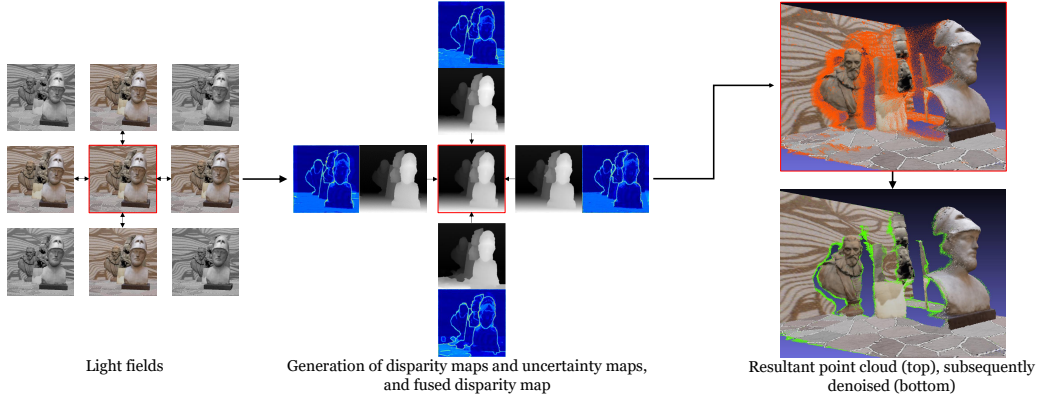 Light fields
Generation of disparity maps and uncertainty maps,
and fused disparity map
Resultant point cloud (top), subsequently
denoised (bottom)